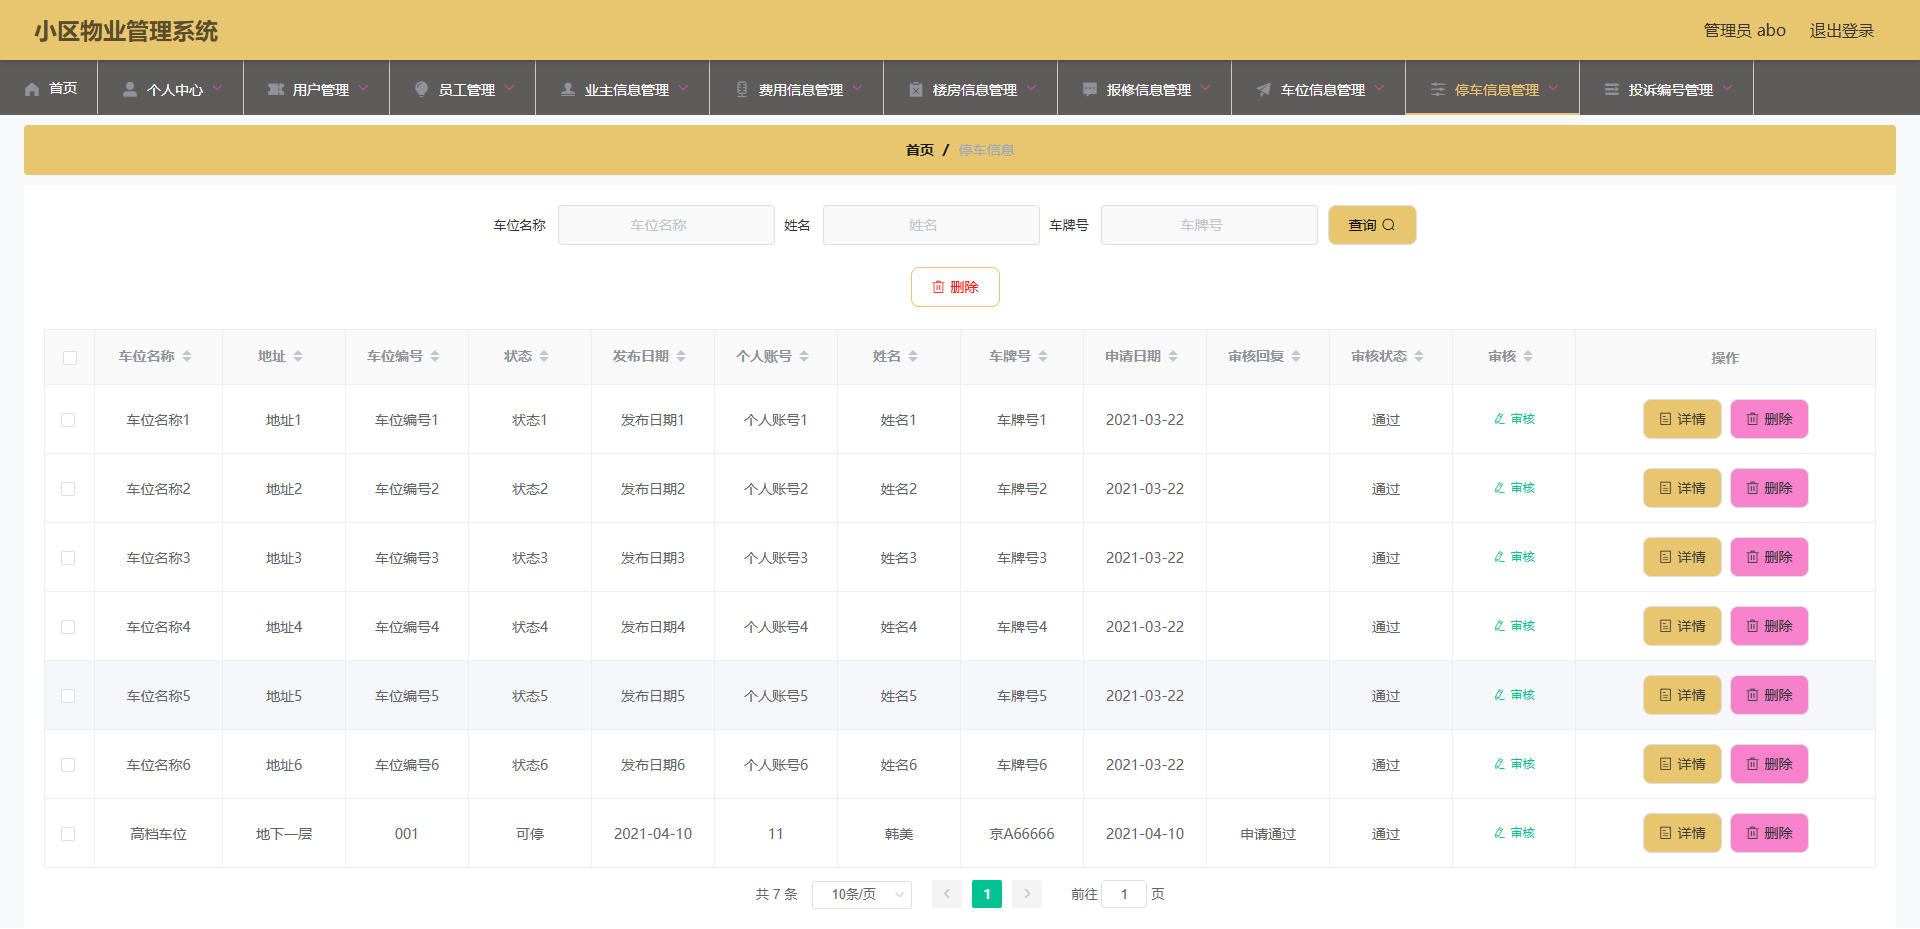 小区物业管理系统
管理员 abo 退出登录
首页 个人中心 用户管理 员工管理 业主信息管理 费用信息管理 楼房信息管理 报修信息管理 车位信息管理 停车信息管理 投诉编号管理
首页 / 停车信息
车位名称 车位名称 姓名 姓名 车牌号 车牌号 查询
删除
车位名称 地址 车位编号 状态 发布日期 个人账号 姓名 车牌号 申请日期 审核回复 审核状态 审核 操作
车位名称1 地址1 车位编号1 状态1 发布日期1 个人账号1 姓名1 车牌号1 2021-03-22 通过 审核 详情 删除
车位名称2 地址2 车位编号2 状态2 发布日期2 个人账号2 姓名2 车牌号2 2021-03-22 通过 审核 详情 删除
车位名称3 地址3 车位编号3 状态3 发布日期3 个人账号3 姓名3 车牌号3 2021-03-22 通过 审核 详情 删除
车位名称4 地址4 车位编号4 状态4 发布日期4 个人账号4 姓名4 车牌号4 2021-03-22 通过 审核 详情 删除
车位名称5 地址5 车位编号5 状态5 发布日期5 个人账号5 姓名5 车牌号5 2021-03-22 通过 审核 详情 删除
车位名称6 地址6 车位编号6 状态6 发布日期6 个人账号6 姓名6 车牌号6 2021-03-22 通过 审核 详情 删除
高档车位 地下一层 001 可停 2021-04-10 11 韩美 京A66666 2021-04-10 申请通过 通过 审核 详情 删除
共 7 条 10条/页 1 前往 1 页